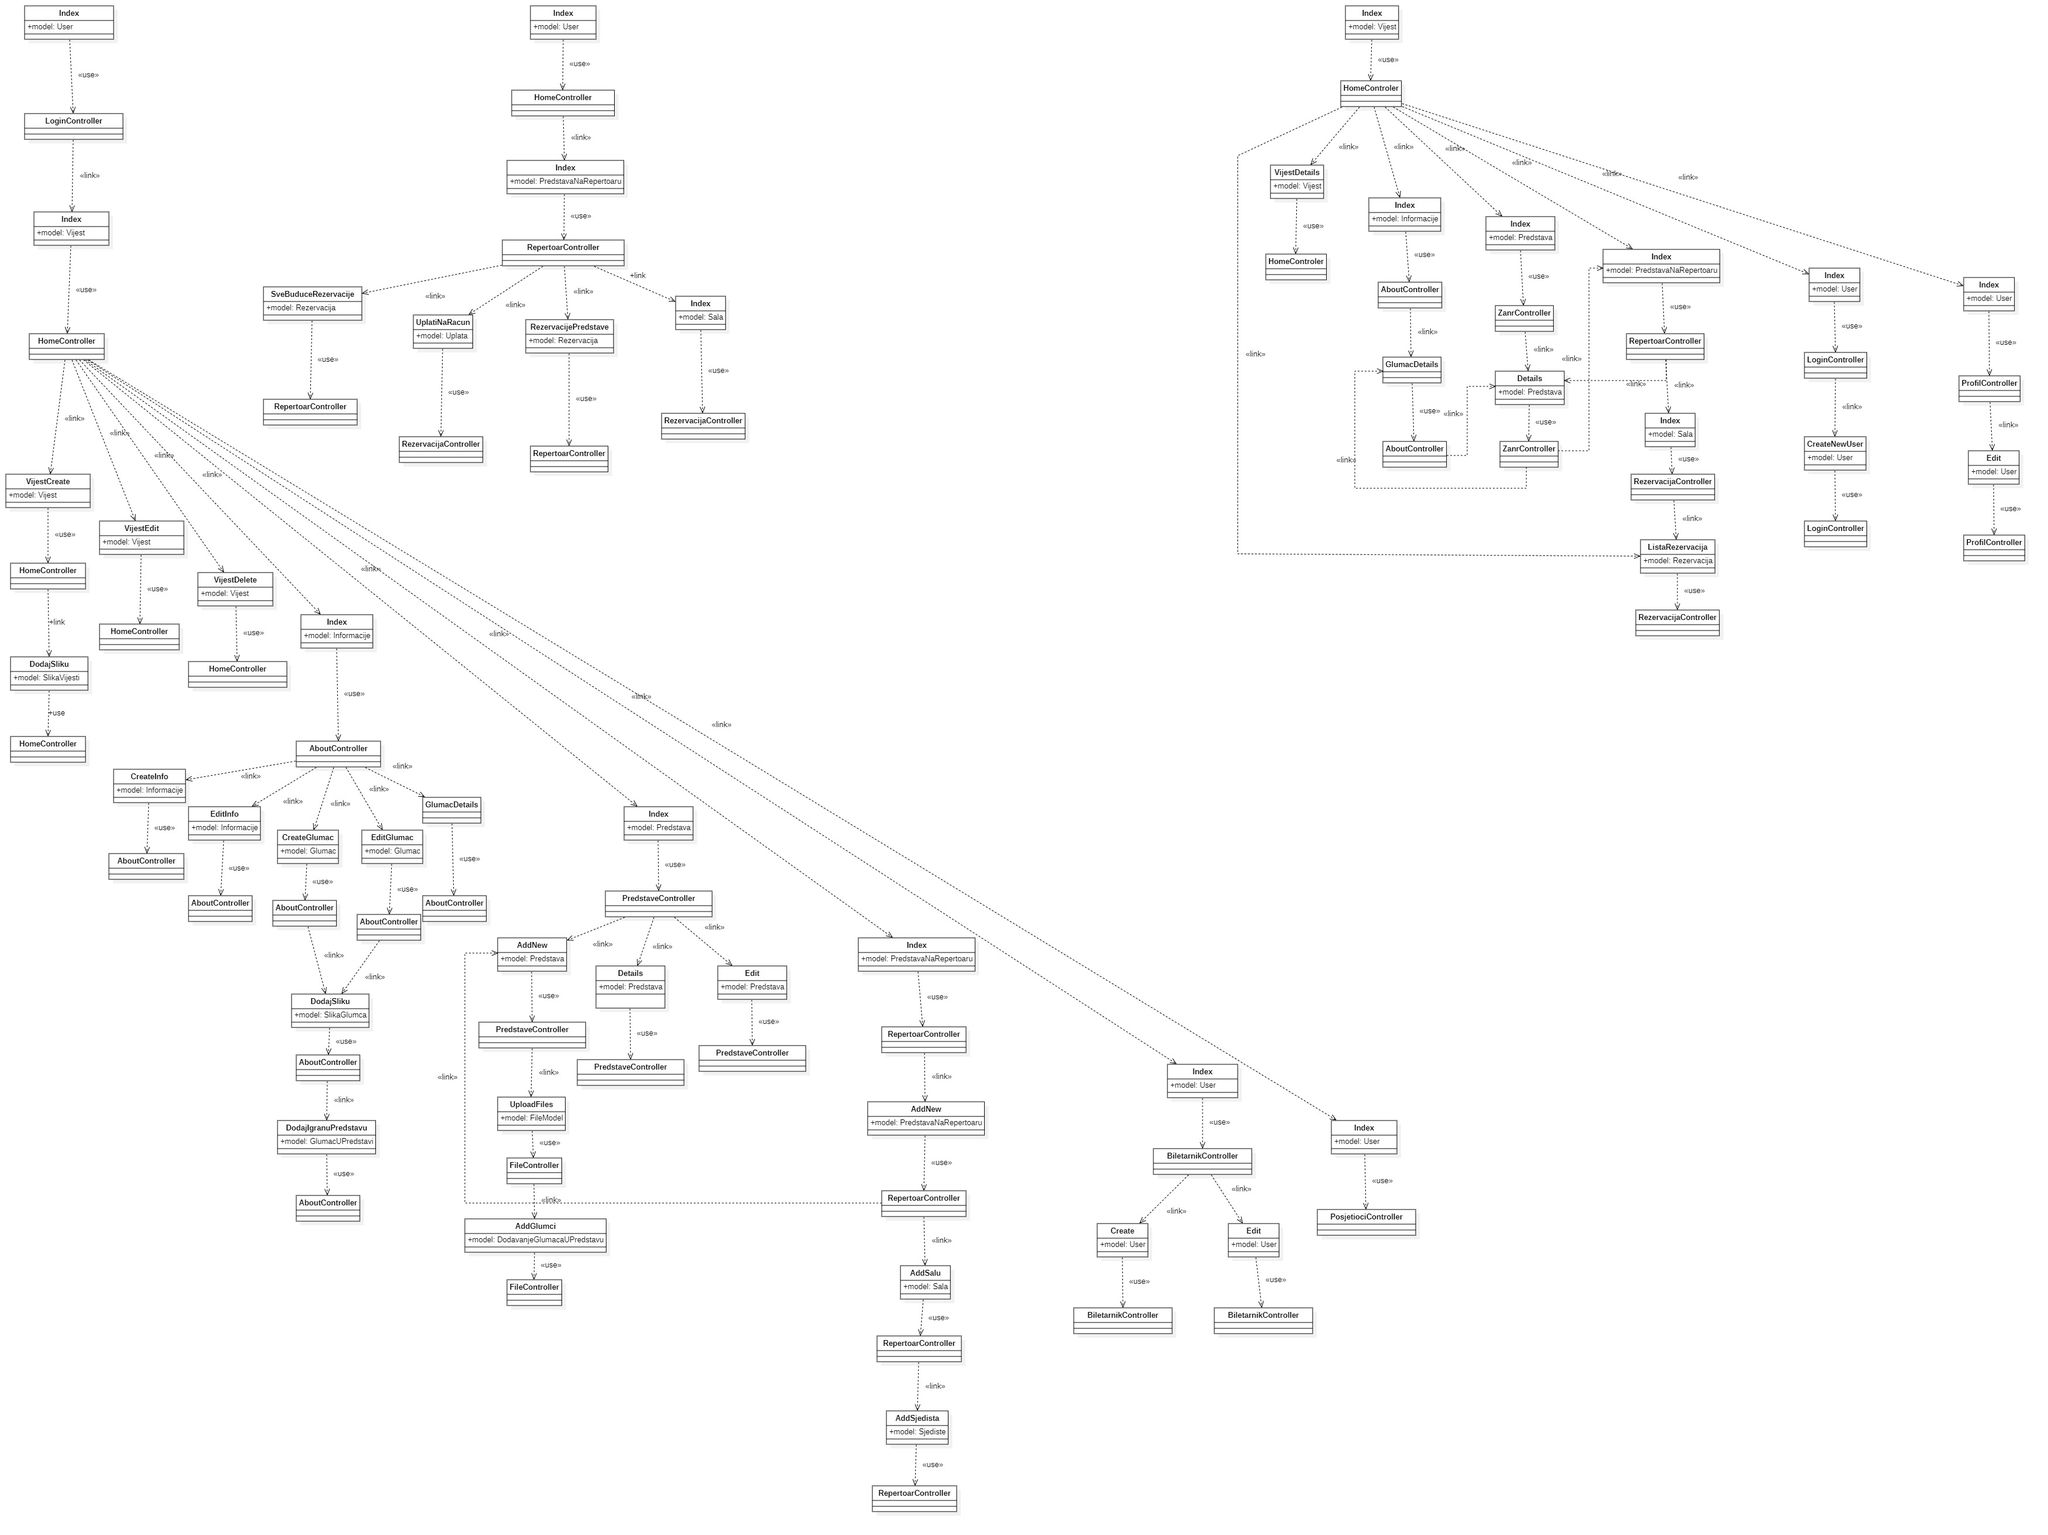 Index
+model: User
«use»
LoginController
«link»
Index
+model: Vijest
«use»
HomeController
«link»
«link»
«link»
«link»
«link»
«link»
«link»
«link»
VijestCreate
+model: Vijest
«use»
HomeController
+link
DodajSliku
+model: SlikaVijesti
+use
HomeController
VijestEdit
+model: Vijest
«use»
HomeController
VijestDelete
+model: Vijest
«use»
HomeController
Index
+model: Informacije
«use»
AboutController
«link»
«link»
«link»
«link»
«link»
CreateInfo
+model: Informacije
«use»
AboutController
EditInfo
+model: Informacije
«use»
AboutController
CreateGlumac
+model: Glumac
«use»
AboutController
«link»
EditGlumac
+model: Glumac
«use»
AboutController
«link»
GlumacDetails
«use»
AboutController
DodajSliku
+model: SlikaGlumca
«use»
AboutController
«link»
DodajIgranuPredstavu
+model: GlumacUPredstavi
«use»
AboutController
Index
+model: Predstava
«use»
PredstaveController
«link»
«link»
«link»
AddNew
+model: Predstava
«use»
PredstaveController
«link»
UploadFiles
+model: FileModel
«use»
FileController
«link»
AddGlumci
+model: DodavanjeGlumacaUPredstavu
«use»
FileController
Details
+model: Predstava
«use»
PredstaveController
Edit
+model: Predstava
«use»
PredstaveController
«link»
Index
+model: PredstavaNaRepertoaru
«use»
RepertoarController
«link»
AddNew
+model: PredstavaNaRepertoaru
«use»
RepertoarController
«link»
AddSalu
+model: Sala
«use»
RepertoarController
«link»
AddSjedista
+model: Sjediste
«use»
RepertoarController
Index
+model: User
«use»
BiletarnikController
«link»
«link»
Create
+model: User
«use»
BiletarnikController
Edit
+model: User
«use»
BiletarnikController
Index
+model: User
«use»
PosjetiociController
Index
+model: User
«use»
HomeController
«link»
Index
+model: PredstavaNaRepertoaru
«use»
RepertoarController
«link»
«link»
«link»
+link
SveBuduceRezervacije
+model: Rezervacija
«use»
RepertoarController
UplatiNaRacun
+model: Uplata
«use»
RezervacijaController
RezervacijePredstave
+model: Rezervacija
«use»
RepertoarController
Index
+model: Sala
«use»
RezervacijaController
Index
+model: Vijest
«use»
HomeControler
«link»
«link»
«link»
«link»
«link»
«link»
«link»
VijestDetails
+model: Vijest
«use»
HomeControler
Index
+model: Informacije
«use»
AboutController
«link»
GlumacDetails
«use»
AboutController
«link»
Index
+model: Predstava
«use»
ZanrController
«link»
Details
+model: Predstava
«use»
ZanrController
«link»
«link»
Index
+model: PredstavaNaRepertoaru
«use»
RepertoarController
«link»
«link»
Index
+model: Sala
«use»
RezervacijaController
«link»
ListaRezervacija
+model: Rezervacija
«use»
RezervacijaController
Index
+model: User
«use»
LoginController
«link»
CreateNewUser
+model: User
«use»
LoginController
Index
+model: User
«use»
ProfilController
«link»
Edit
+model: User
«use»
ProfilController